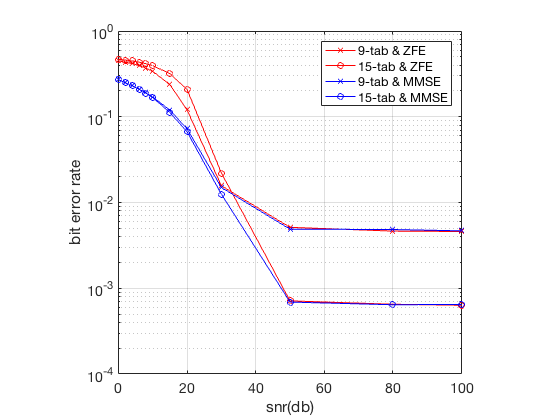 10^0
10^-1
10^-2
10^-3
10^-4
bit error rate
0 20 40 60 80 100
snr(db)
9-tab & ZFE
15-tab & ZFE
9-tab & MMSE
15-tab & MMSE